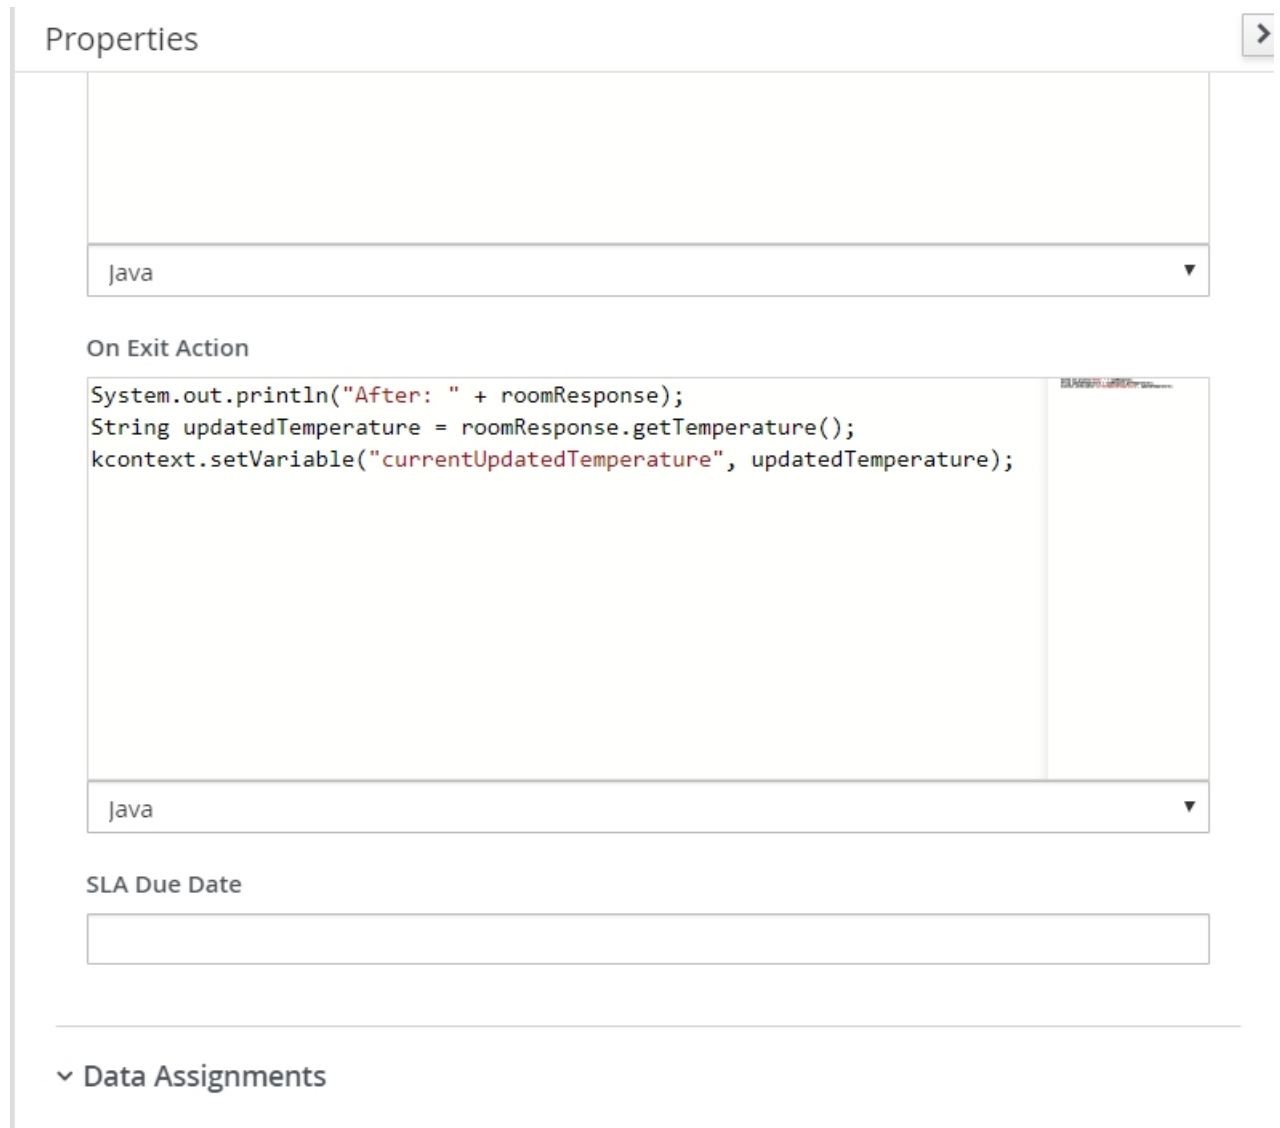 Properties
Java
On Exit Action
System.out.println("After: " + roomResponse);
String updatedTemperature = roomResponse.getTemperature();
kcontext.setVariable("currentUpdatedTemperature", updatedTemperature);
Java
SLA Due Date
Data Assignments